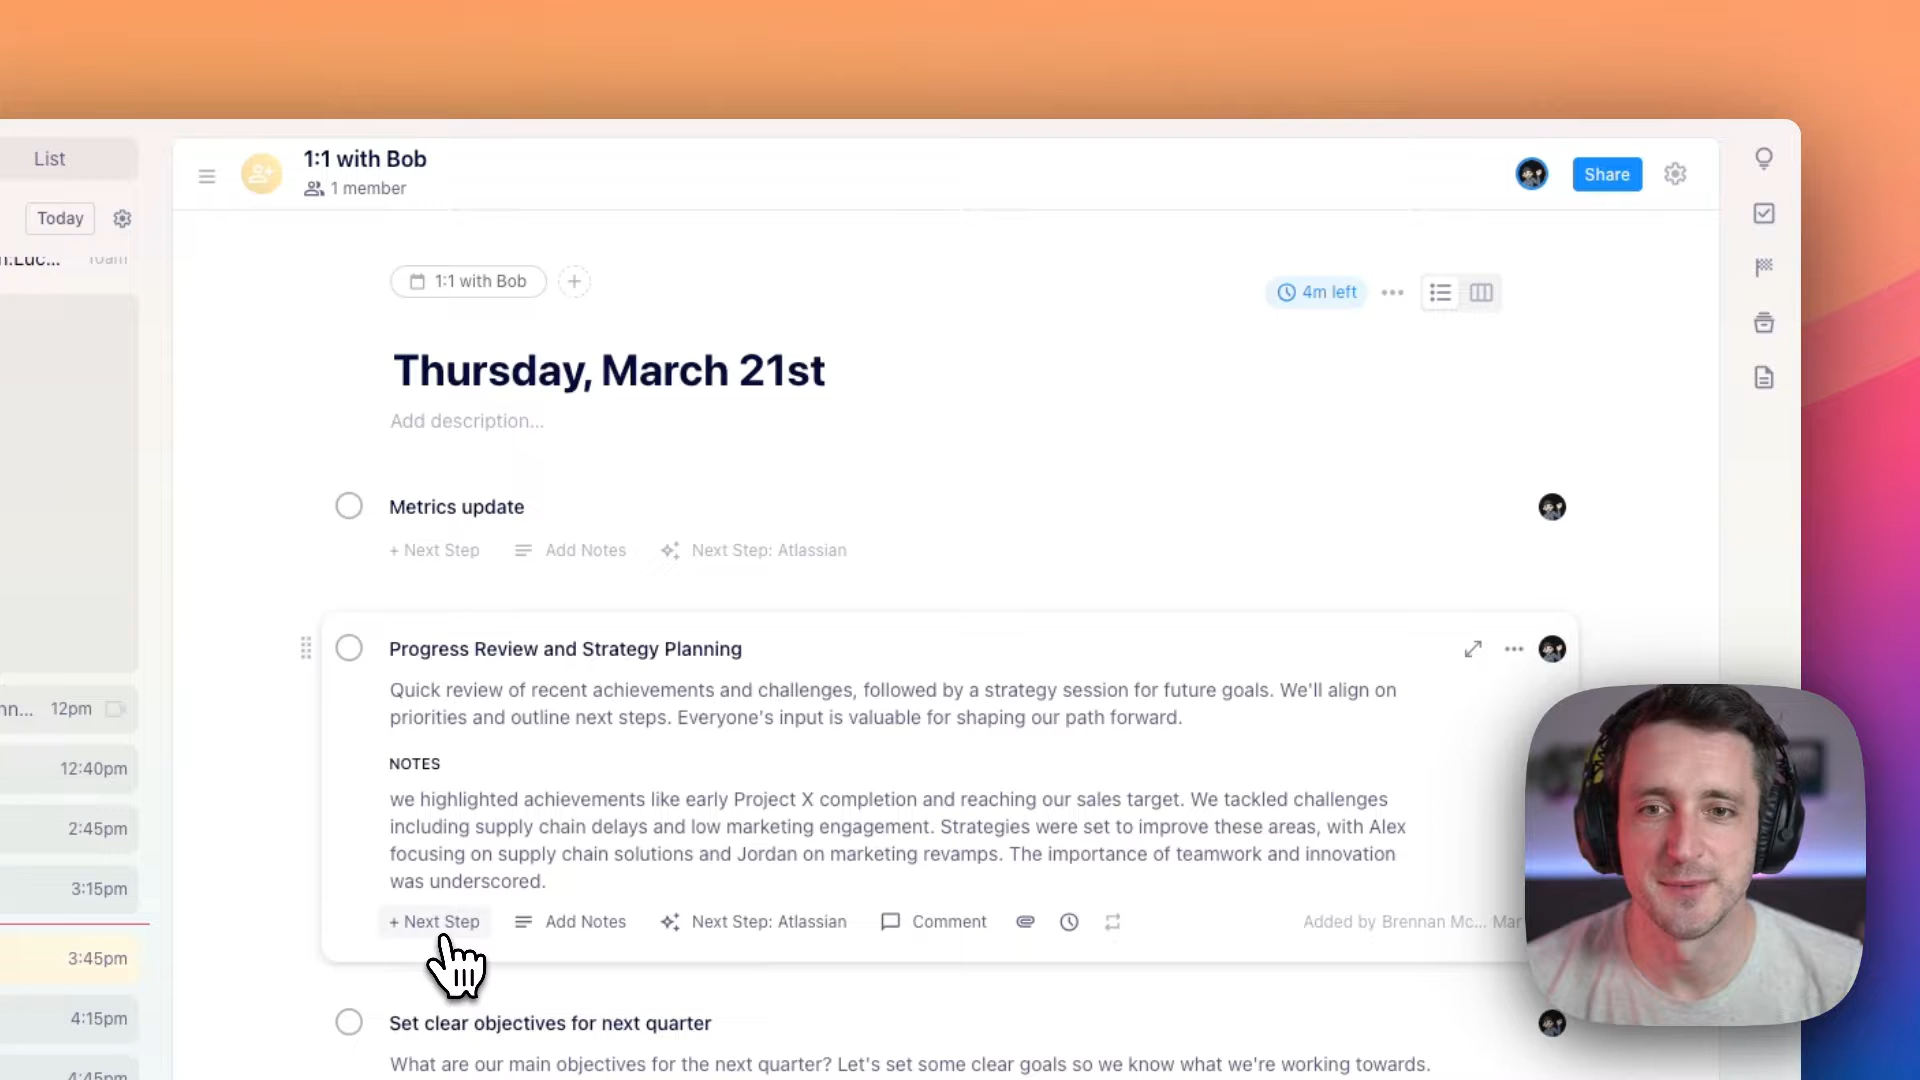 List
Today
10am
12pm
12:40pm
2:45pm
3:15pm
3:45pm
4:15pm
4:45pm
1:1 with Bob
1 member
Share
1:1 with Bob
4m left
Thursday, March 21st
Add description...
Metrics update
+ Next Step Add Notes Next Step: Atlassian
Progress Review and Strategy Planning
Quick review of recent achievements and challenges, followed by a strategy session for future goals. We'll align on
priorities and outline next steps. Everyone's input is valuable for shaping our path forward.
NOTES
we highlighted achievements like early Project X completion and reaching our sales target. We tackled challenges
including supply chain delays and low marketing engagement. Strategies were set to improve these areas, with Alex
focusing on supply chain solutions and Jordan on marketing revamps. The importance of teamwork and innovation
was underscored.
+ Next Step Add Notes Next Step: Atlassian Comment Added by Brennan Mc... Mar
Set clear objectives for next quarter
What are our main objectives for the next quarter? Let's set some clear goals so we know what we're working towards.